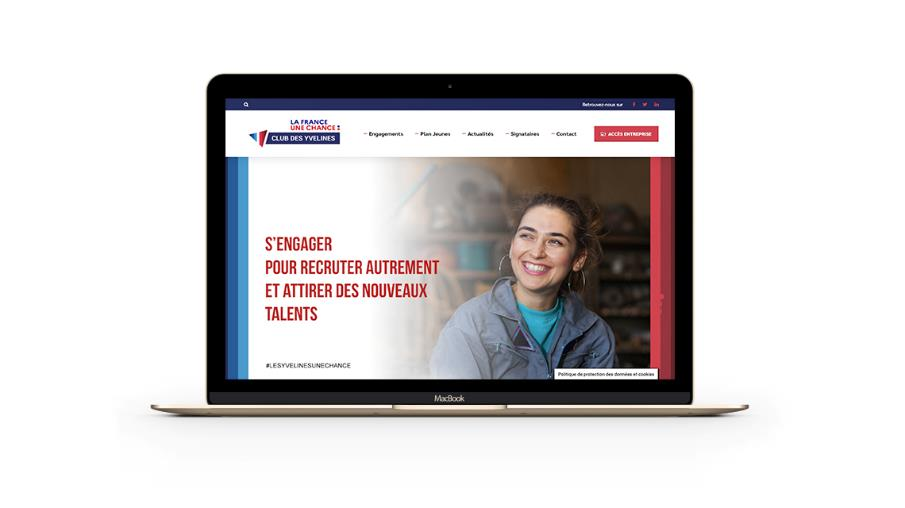 Retrouvez-nous sur
LA FRANCE
UNE CHANCE
CLUB DES YVELINES
Engagements
Plan Jeunes
Actualités
Signataires
Contact
ACCÈS ENTREPRISE
S'ENGAGER
POUR RECRUTER AUTREMENT
ET ATTIRER DES NOUVEAUX
TALENTS
#LESYVELINESUNECHANCE
Politique de protection des données et cookies
MacBook